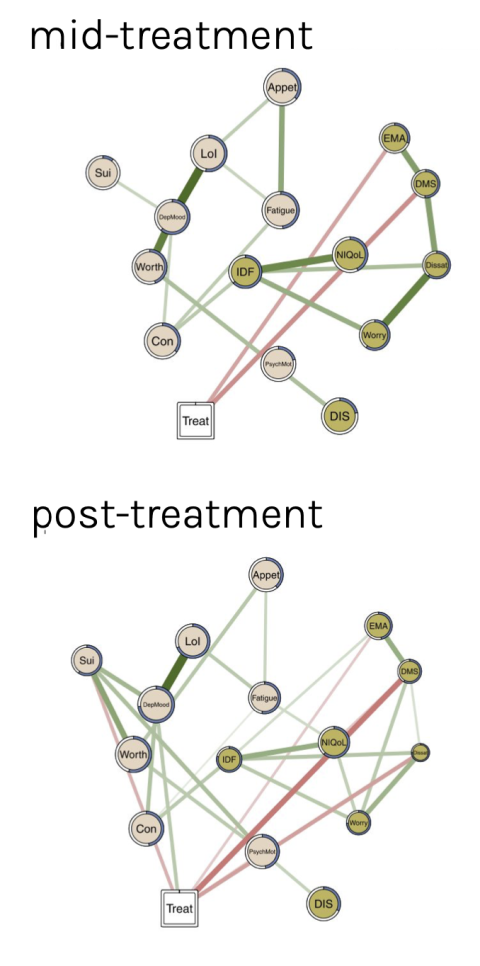 mid-treatment
Appet
EMA
LoI
Sui
DMS
DepMood
Fatigue
NIQoL
Worth
IDF
Dissat
Con
Worry
PsychMot
Treat
DIS
post-treatment
Appet
EMA
LoI
Sui
DMS
DepMood
Fatigue
NIQoL
Worth
IDF
Dissat
Con
Worry
PsychMot
Treat
DIS